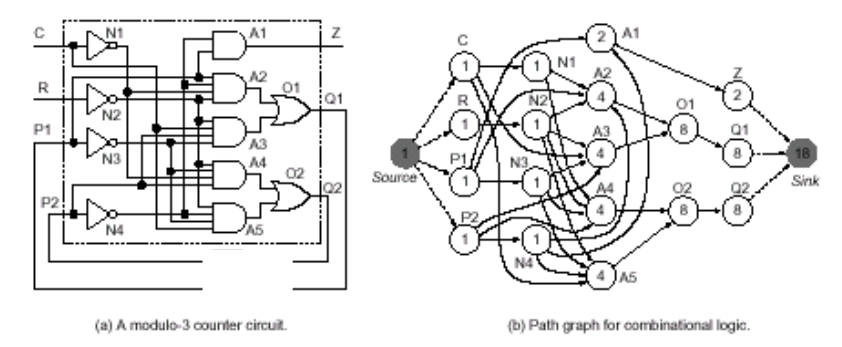 C
N1
A1
Z
R
N2
A2
O1
Q1
P1
N3
A3
A4
O2
Q2
P2
N4
A5
(a) A modulo-3 counter circuit.
C
1
1
N1
2
A1
A2
4
Z
2
R
1
N2
1
O1
8
Q1
8
1
Source
P1
1
N3
1
A3
4
18
Sink
P2
1
N4
1
A4
4
O2
8
Q2
8
4
A5
(b) Path graph for combinational logic.